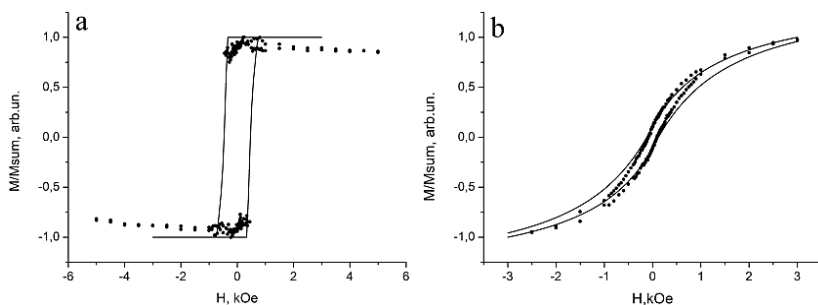 a
M/Msum, arb.un.
1,0
0,5
0,0
-0,5
-1,0
-6 -4 -2 0 2 4 6
H, kOe
b
M/Msum, arb.un.
1,0
0,5
0,0
-0,5
-1,0
-3 -2 -1 0 1 2 3
H,kOe